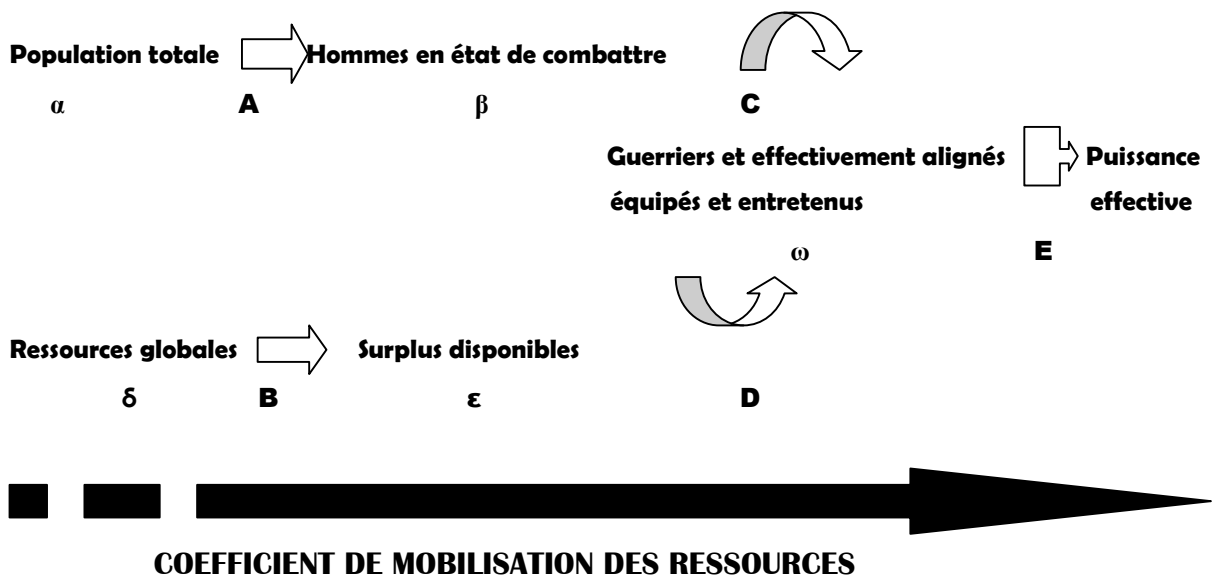 Population totale Hommes en état de combattre
α A β C
Guerriers et effectivement alignés Puissance
équipés et entretenus effective
ω E
Ressources globales Surplus disponibles
δ B ε D
COEFFICIENT DE MOBILISATION DES RESSOURCES